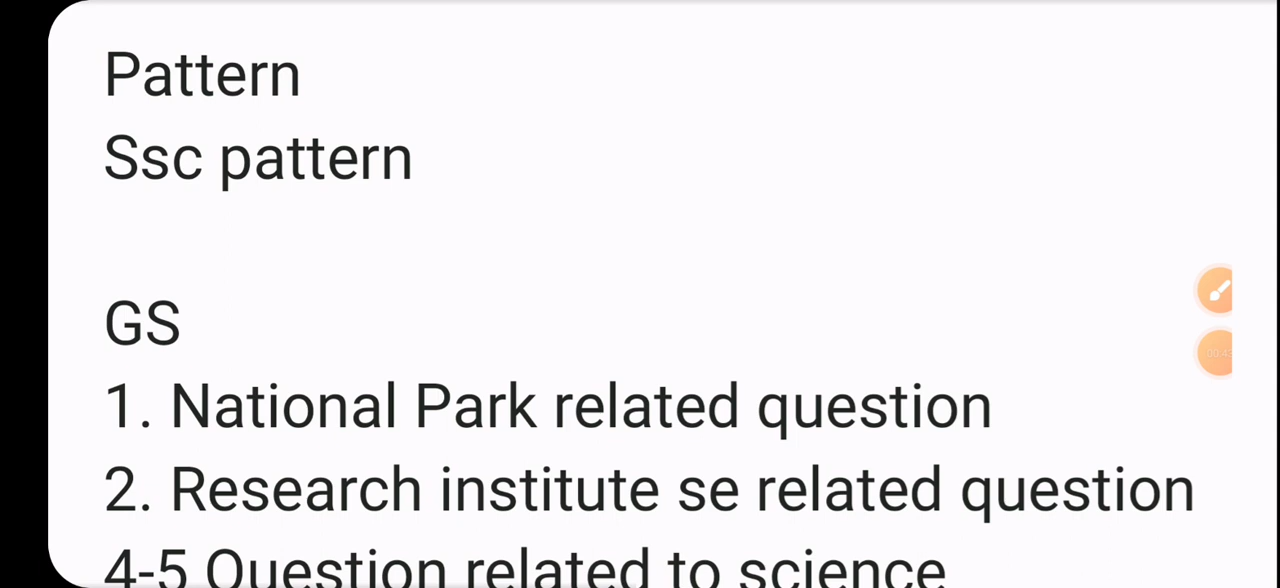 Pattern
Ssc pattern
GS
1. National Park related question
2. Research institute se related question
4-5 Question related to science